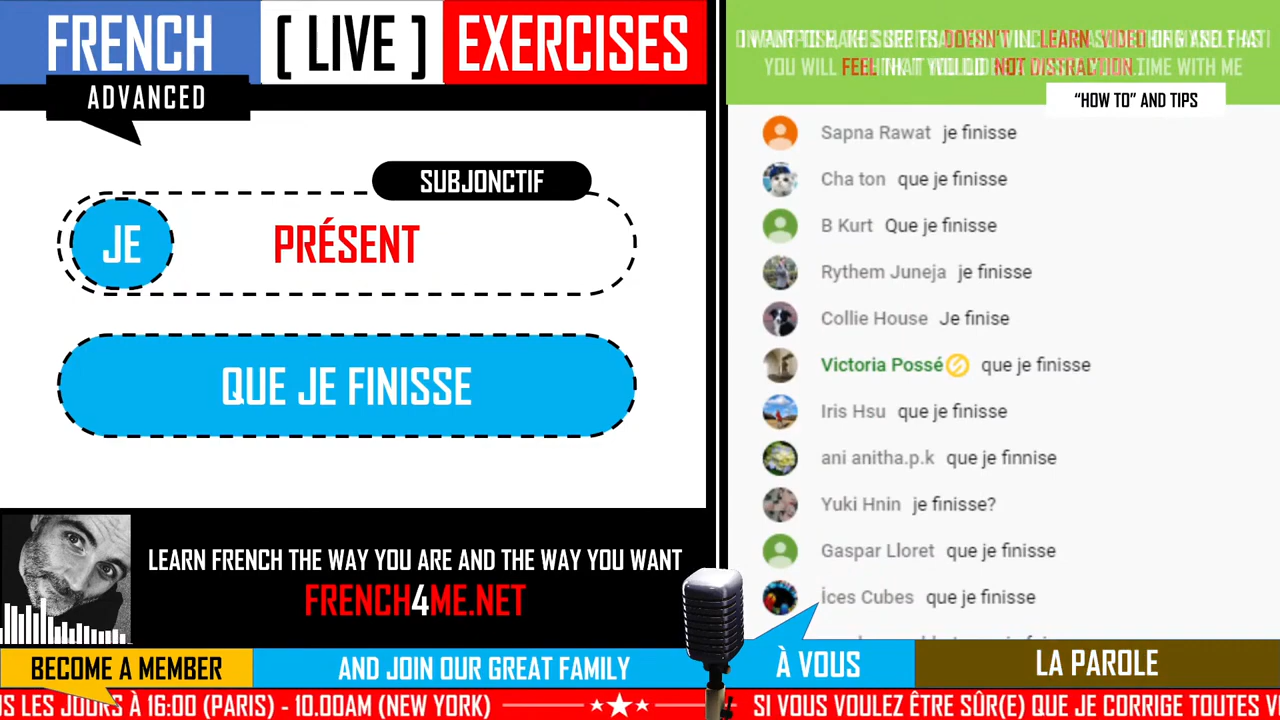 FRENCH
[ LIVE ]
EXERCISES
ADVANCED
SUBJONCTIF
JE
PRÉSENT
QUE JE FINISSE
LEARN FRENCH THE WAY YOU ARE AND THE WAY YOU WANT
FRENCH4ME.NET
BECOME A MEMBER
AND JOIN OUR GREAT FAMILY
"HOW TO" AND TIPS
Sapna Rawat je finisse
Cha ton que je finisse
B Kurt Que je finisse
Rythem Juneja je finisse
Collie House Je finise
Victoria Possé que je finisse
Iris Hsu que je finisse
ani anitha.p.k que je finnise
Yuki Hnin je finisse?
Gaspar Lloret que je finisse
İces Cubes que je finisse
À VOUS
LA PAROLE
US LES JOURS À 16:00 (PARIS) - 10.00AM (NEW YORK)
SI VOUS VOULEZ ÊTRE SÛR(E) QUE JE CORRIGE TOUTES V